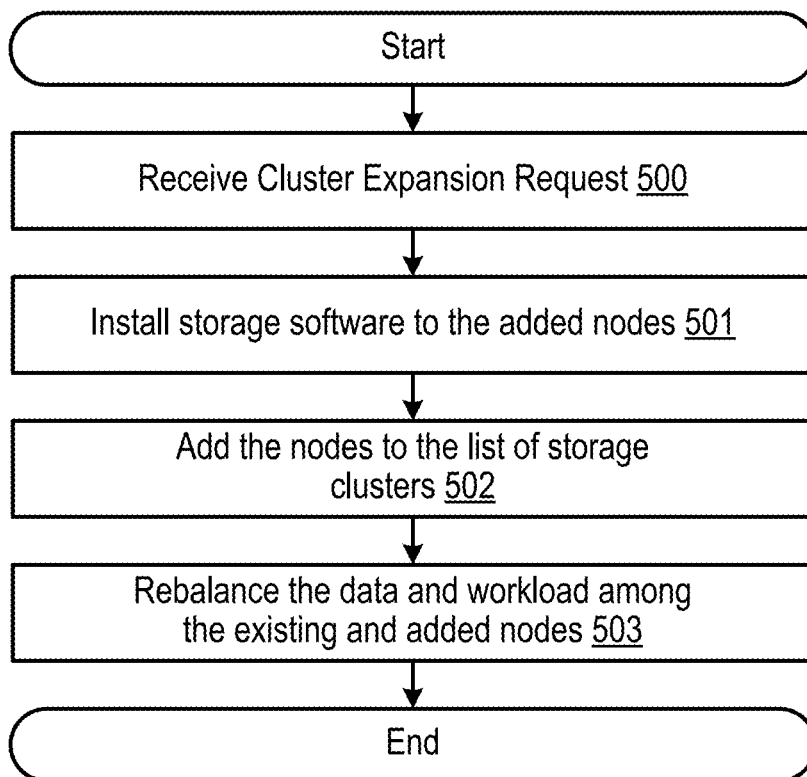 Start
Receive Cluster Expansion Request 500
Install storage software to the added nodes 501
Add the nodes to the list of storage
clusters 502
Rebalance the data and workload among
the existing and added nodes 503
End